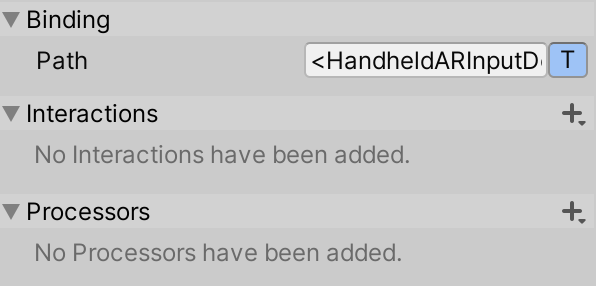 Binding
Path <HandheldARInputD T
Interactions
No Interactions have been added.
Processors
No Processors have been added.